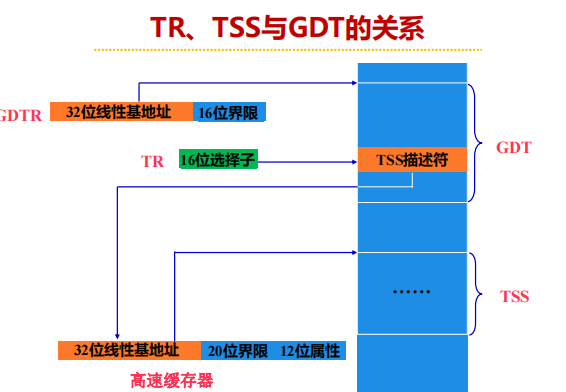 TR、TSS与GDT的关系
GDTR 32位线性基地址 16位界限
GDT
TR 16位选择子 TSS描述符
……
TSS
32位线性基地址 20位界限 12位属性
高速缓存器